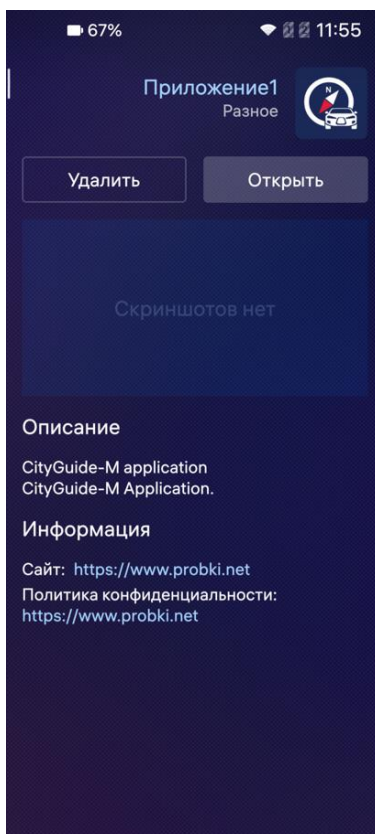 67% 11:55
Приложение1
Разное
N
Удалить Открыть
Скриншотов нет
Описание
CityGuide-M application
CityGuide-M Application.
Информация
Сайт: https://www.probki.net
Политика конфиденциальности:
https://www.probki.net